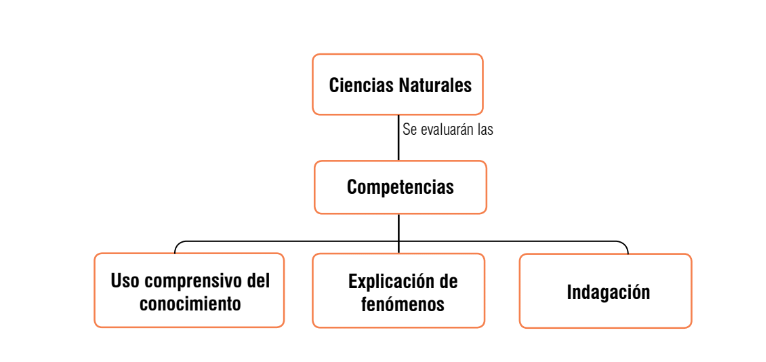 Ciencias Naturales
Se evaluarán las
Competencias
Uso comprensivo del
conocimiento
Explicación de
fenómenos
Indagación